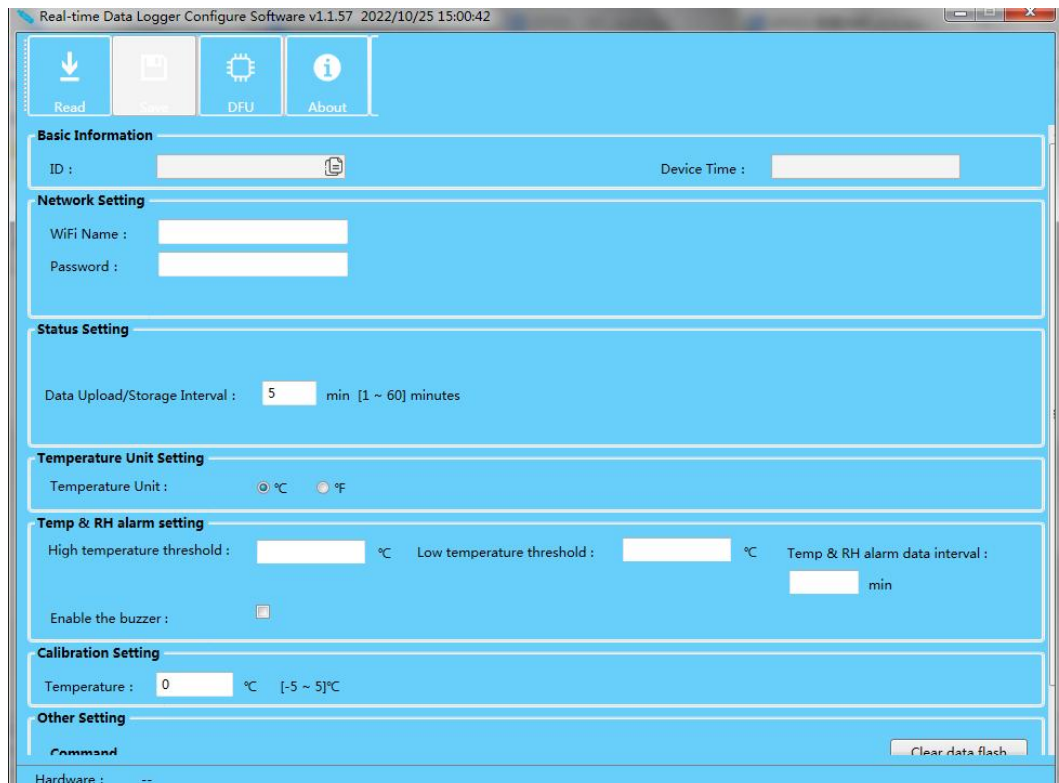 Real-time Data Logger Configure Software v1.1.57 2022/10/25 15:00:42
Read Save DFU About
Basic Information
ID : Device Time :
Network Setting
WiFi Name :
Password :
Status Setting
Data Upload/Storage Interval : 5 min [1 ~ 60] minutes
Temperature Unit Setting
Temperature Unit : ℃ ℉
Temp & RH alarm setting
High temperature threshold : ℃ Low temperature threshold : ℃ Temp & RH alarm data interval :
min
Enable the buzzer :
Calibration Setting
Temperature : 0 ℃ [-5 ~ 5]℃
Other Setting
Command Clear data flash
Hardware : --